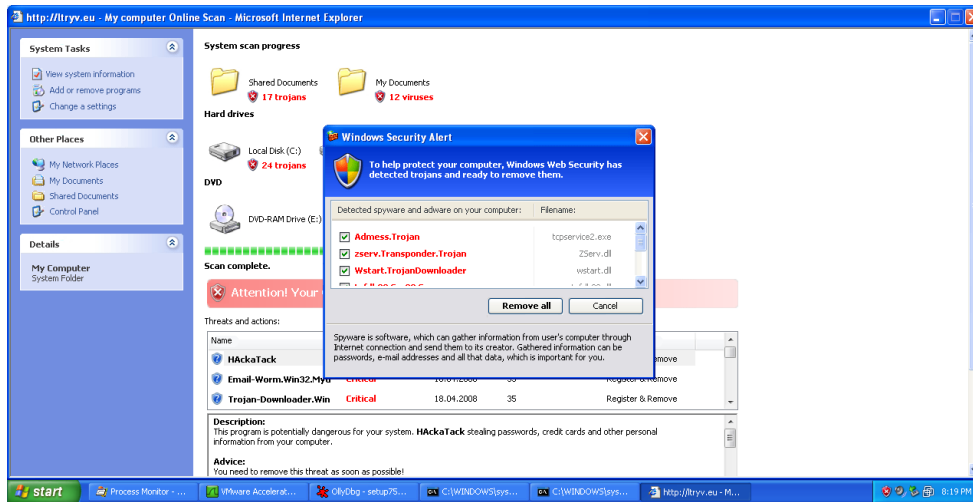 http://ltryv.eu - My computer Online Scan - Microsoft Internet Explorer
System Tasks
View system information
Add or remove programs
Change a settings
Other Places
My Network Places
My Documents
Shared Documents
Control Panel
Details
My Computer
System Folder
System scan progress
Shared Documents
17 trojans
My Documents
12 viruses
Hard drives
Local Disk (C:)
24 trojans
DVD
DVD-RAM Drive (E:)
Scan complete.
Attention! Your
Threats and actions:
Name
HAckaTack
emove
Email-Worm.Win32.Myd
Critical
18.04.2008
35
Register & Remove
Trojan-Downloader.Win
Critical
18.04.2008
35
Register & Remove
Description:
This program is potentially dangerous for your system. HAckaTack stealing passwords, credit cards and other personal
information from your computer.
Advice:
You need to remove this threat as soon as possible!
Windows Security Alert
To help protect your computer, Windows Web Security has
detected trojans and ready to remove them.
Detected spyware and adware on your computer:
Filename:
Admess.Trojan
tcpservice2.exe
zserv.Transponder.Trojan
ZServ.dll
Wstart.TrojanDownloader
wstart.dll
Remove all
Cancel
Spyware is software, which can gather information from user's computer through
Internet connection and send them to its creator. Gathered information can be
passwords, e-mail addresses and all that data, which is important for you.
start
Process Monitor - ...
VMware Accelerat...
OllyDbg - setup75...
C:\WINDOWS\sys...
C:\WINDOWS\sys...
http://ltryv.eu - M...
8:19 PM